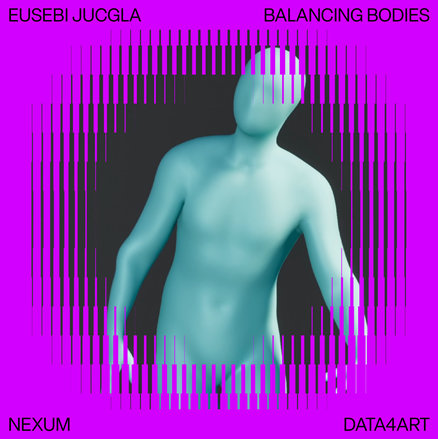 EUSEBI JUCGLA
BALANCING BODIES
NEXUM
DATA4ART